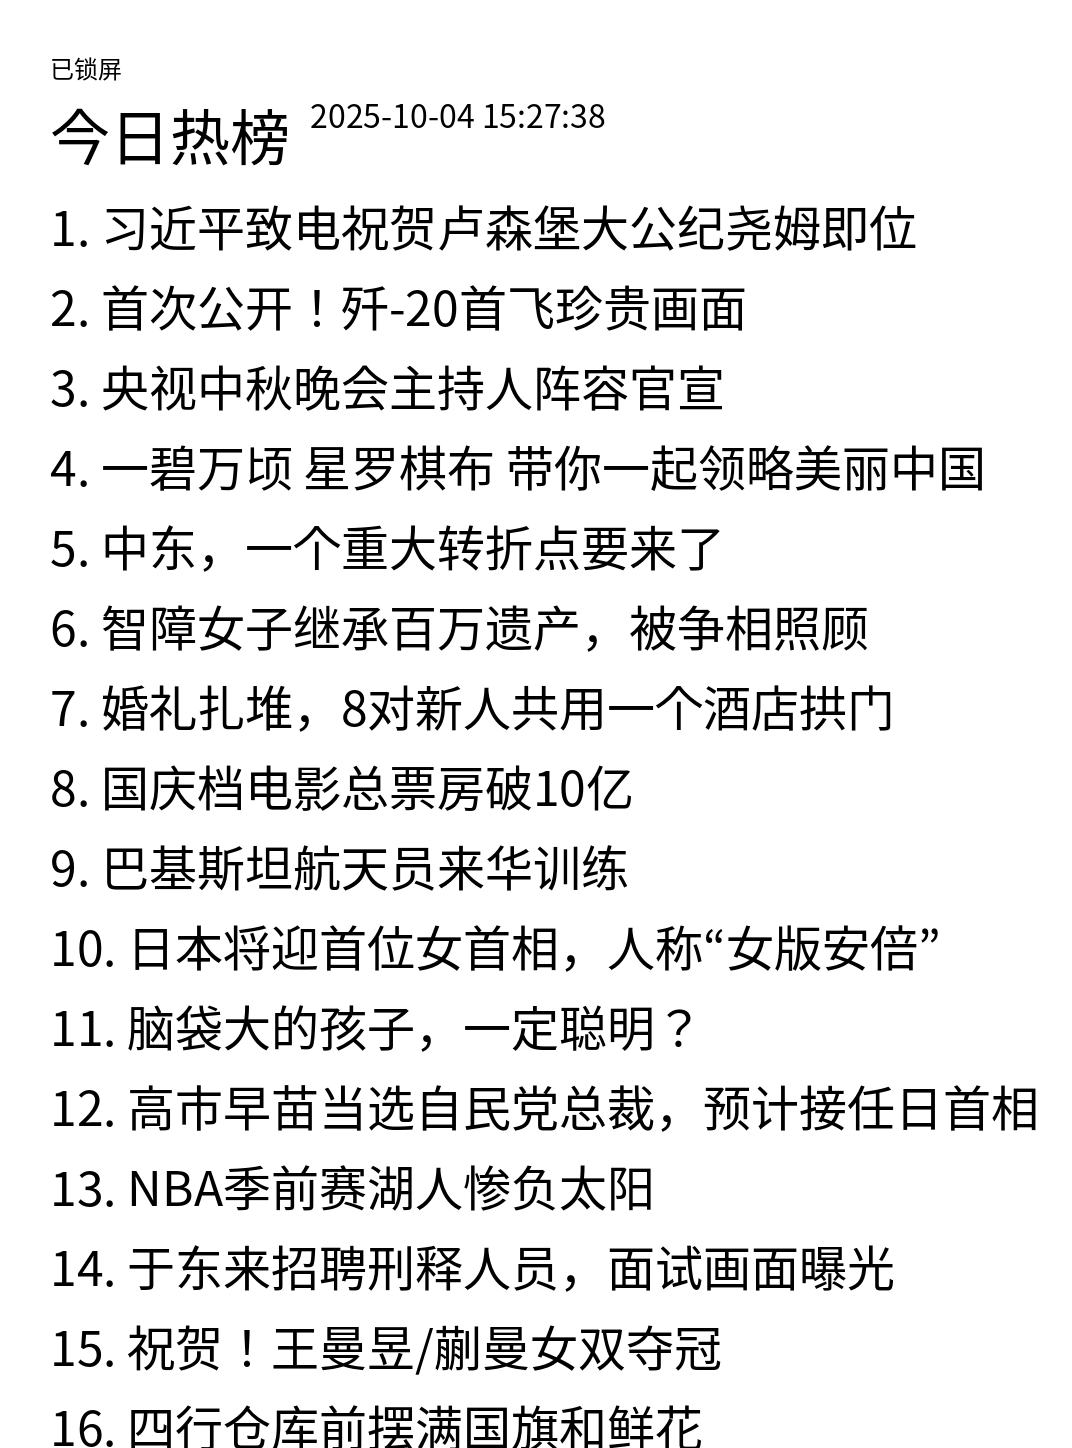 已锁屏
今日热榜 2025-10-04 15:27:38
1. 习近平致电祝贺卢森堡大公纪尧姆即位
2. 首次公开！歼-20首飞珍贵画面
3. 央视中秋晚会主持人阵容官宣
4. 一碧万顷 星罗棋布 带你一起领略美丽中国
5. 中东，一个重大转折点要来了
6. 智障女子继承百万遗产，被争相照顾
7. 婚礼扎堆，8对新人共用一个酒店拱门
8. 国庆档电影总票房破10亿
9. 巴基斯坦航天员来华训练
10. 日本将迎首位女首相，人称“女版安倍”
11. 脑袋大的孩子，一定聪明？
12. 高市早苗当选自民党总裁，预计接任日首相
13. NBA季前赛湖人惨负太阳
14. 于东来招聘刑释人员，面试画面曝光
15. 祝贺！王曼昱/蒯曼女双夺冠
16. 四行仓库前摆满国旗和鲜花